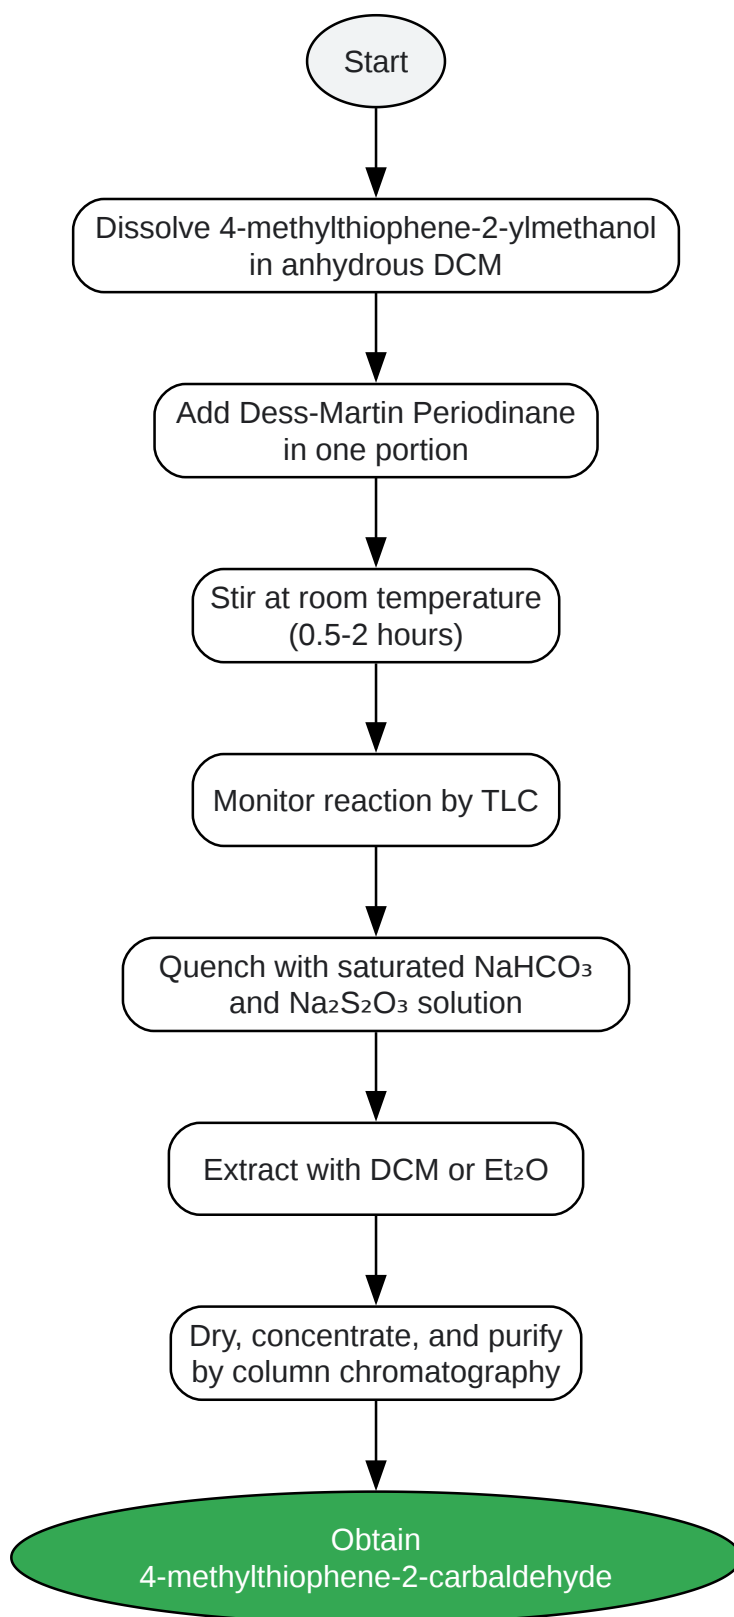 Start
Dissolve 4-methylthiophene-2-ylmethanol
in anhydrous DCM
Add Dess-Martin Periodinane
in one portion
Stir at room temperature
(0.5-2 hours)
Monitor reaction by TLC
Quench with saturated NaHCO₃
and Na₂S₂O₃ solution
Extract with DCM or Et₂O
Dry, concentrate, and purify
by column chromatography
Obtain
4-methylthiophene-2-carbaldehyde